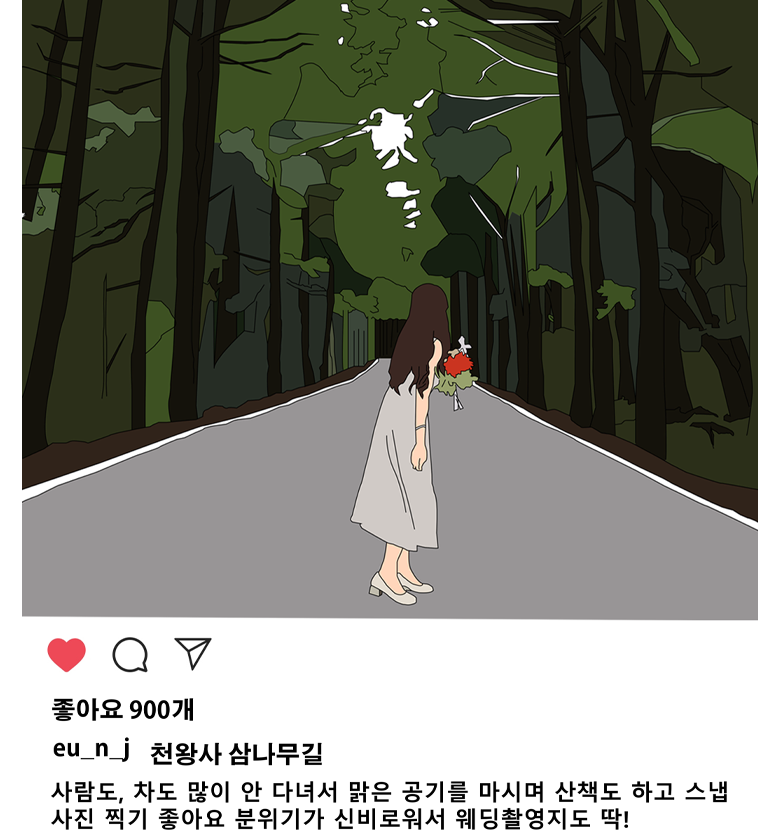 좋아요 900개
eu_n_j 천왕사 삼나무길
사람도, 차도 많이 안 다녀서 맑은 공기를 마시며 산책도 하고 스냅
사진 찍기 좋아요 분위기가 신비로워서 웨딩촬영지도 딱!